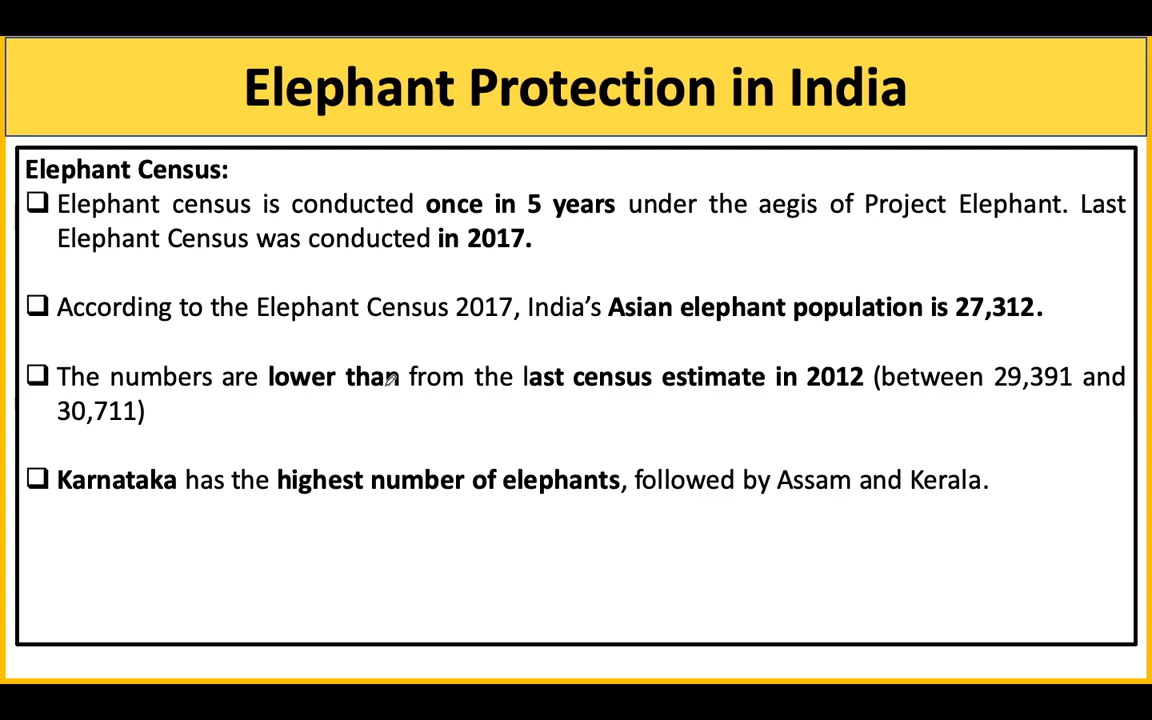 Elephant Protection in India
Elephant Census:
❑ Elephant census is conducted once in 5 years under the aegis of Project Elephant. Last
Elephant Census was conducted in 2017.
❑ According to the Elephant Census 2017, India’s Asian elephant population is 27,312.
❑ The numbers are lower than from the last census estimate in 2012 (between 29,391 and
30,711)
❑ Karnataka has the highest number of elephants, followed by Assam and Kerala.